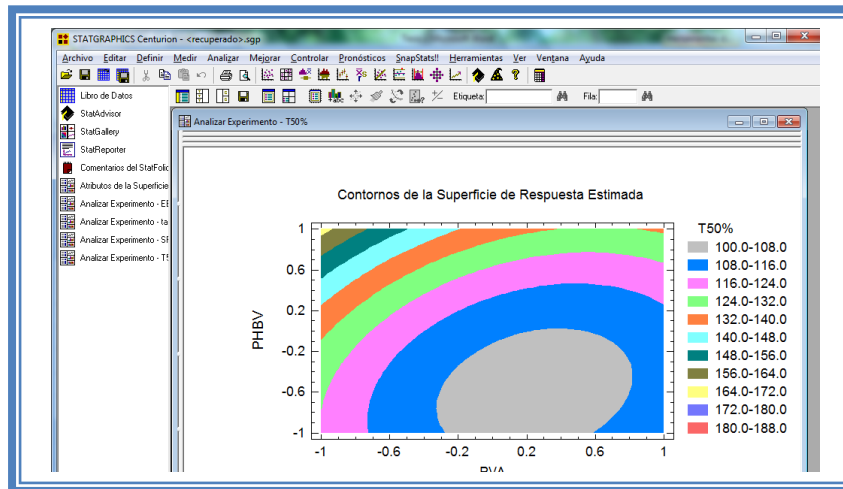 STATGRAPHICS Centurion - <recuperado>.sgp
Archivo Editar Definir Medir Analizar Mejorar Controlar Pronósticos SnapStats!! Herramientas Ver Ventana Ayuda
Etiqueta: Fila:
Libro de Datos
StatAdvisor
StatGallery
StatReporter
Comentarios del StatFolio
Atributos de la Superficie
Analizar Experimento - EE
Analizar Experimento - ta
Analizar Experimento - SF
Analizar Experimento - T5
Analizar Experimento - T50%
Contornos de la Superficie de Respuesta Estimada
PHBV
1
0.6
0.2
-0.2
-0.6
-1
-1 -0.6 -0.2 0.2 0.6 1
PVA
T50%
100.0-108.0
108.0-116.0
116.0-124.0
124.0-132.0
132.0-140.0
140.0-148.0
148.0-156.0
156.0-164.0
164.0-172.0
172.0-180.0
180.0-188.0